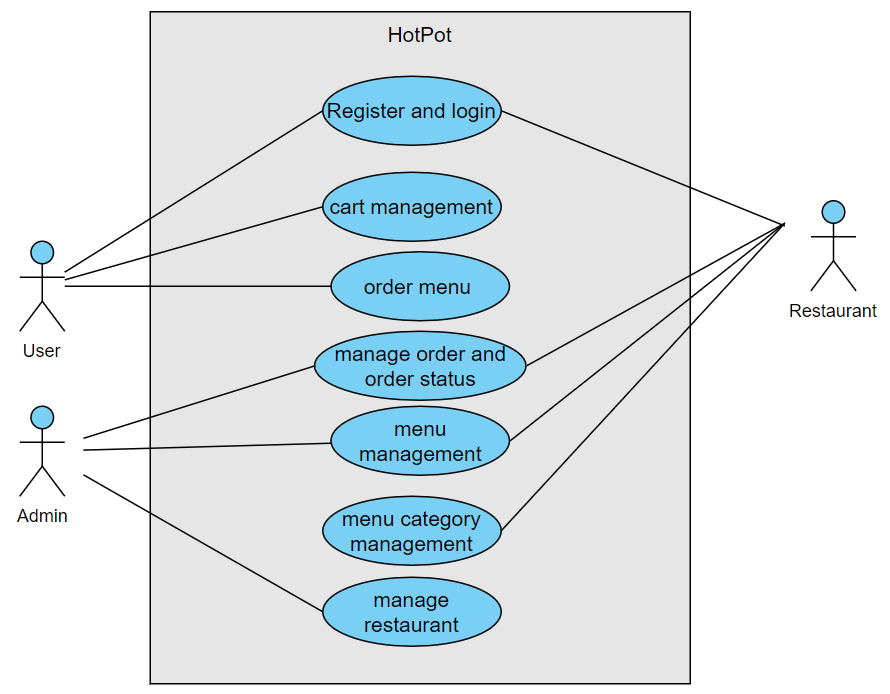 HotPot
Register and login
cart management
order menu
User
Restaurant
manage order and
order status
menu
management
Admin
menu category
management
manage
restaurant